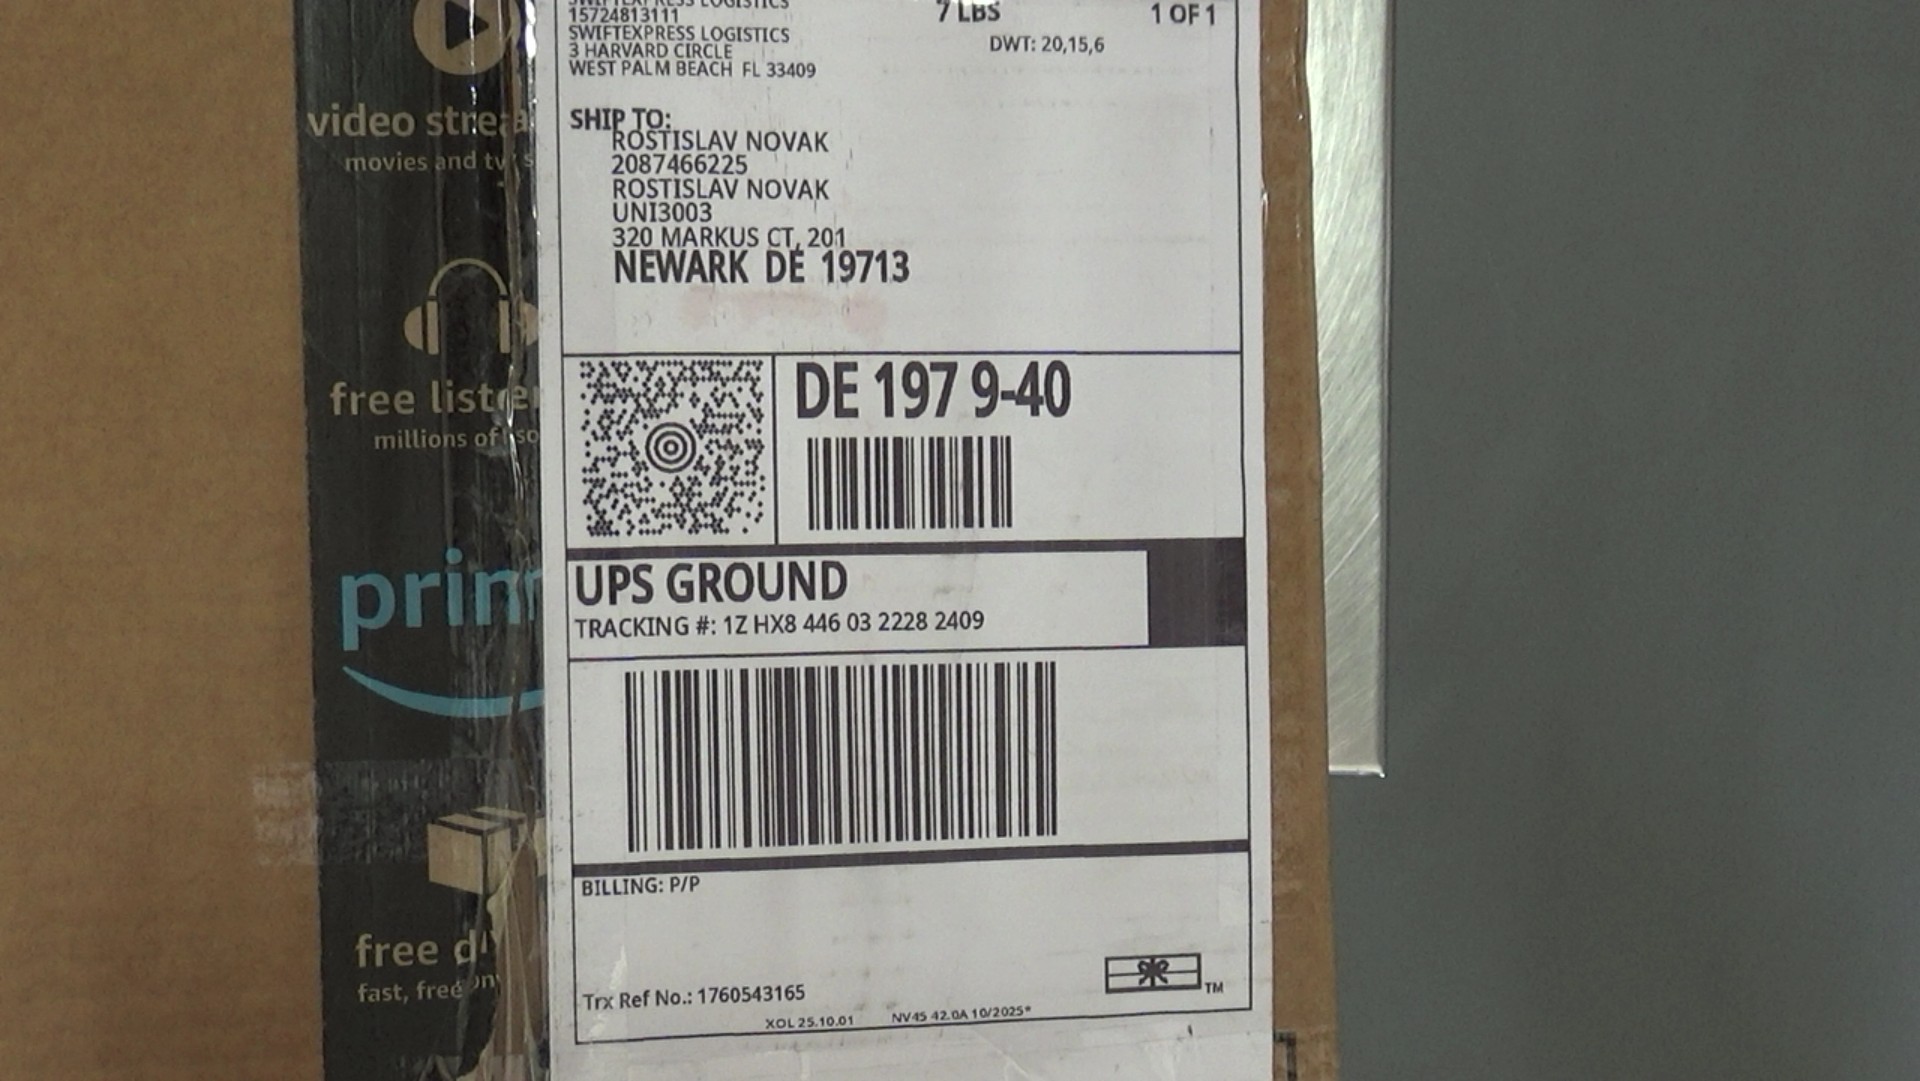 SWIFTEXPRESS LOGISTICS
15724813111
SWIFTEXPRESS LOGISTICS
3 HARVARD CIRCLE
WEST PALM BEACH FL 33409
7 LBS
1 OF 1
DWT: 20,15,6
SHIP TO:
ROSTISLAV NOVAK
2087466225
ROSTISLAV NOVAK
UNI3003
320 MARKUS CT, 201
NEWARK DE 19713
DE 197 9-40
UPS GROUND
TRACKING #: 1Z HX8 446 03 2228 2409
BILLING: P/P
Trx Ref No.: 1760543165
TM
XOL 25.10.01
NV45 42.0A 10/2025*
video
movies and tv
free
millions of
prim
free
fast, free